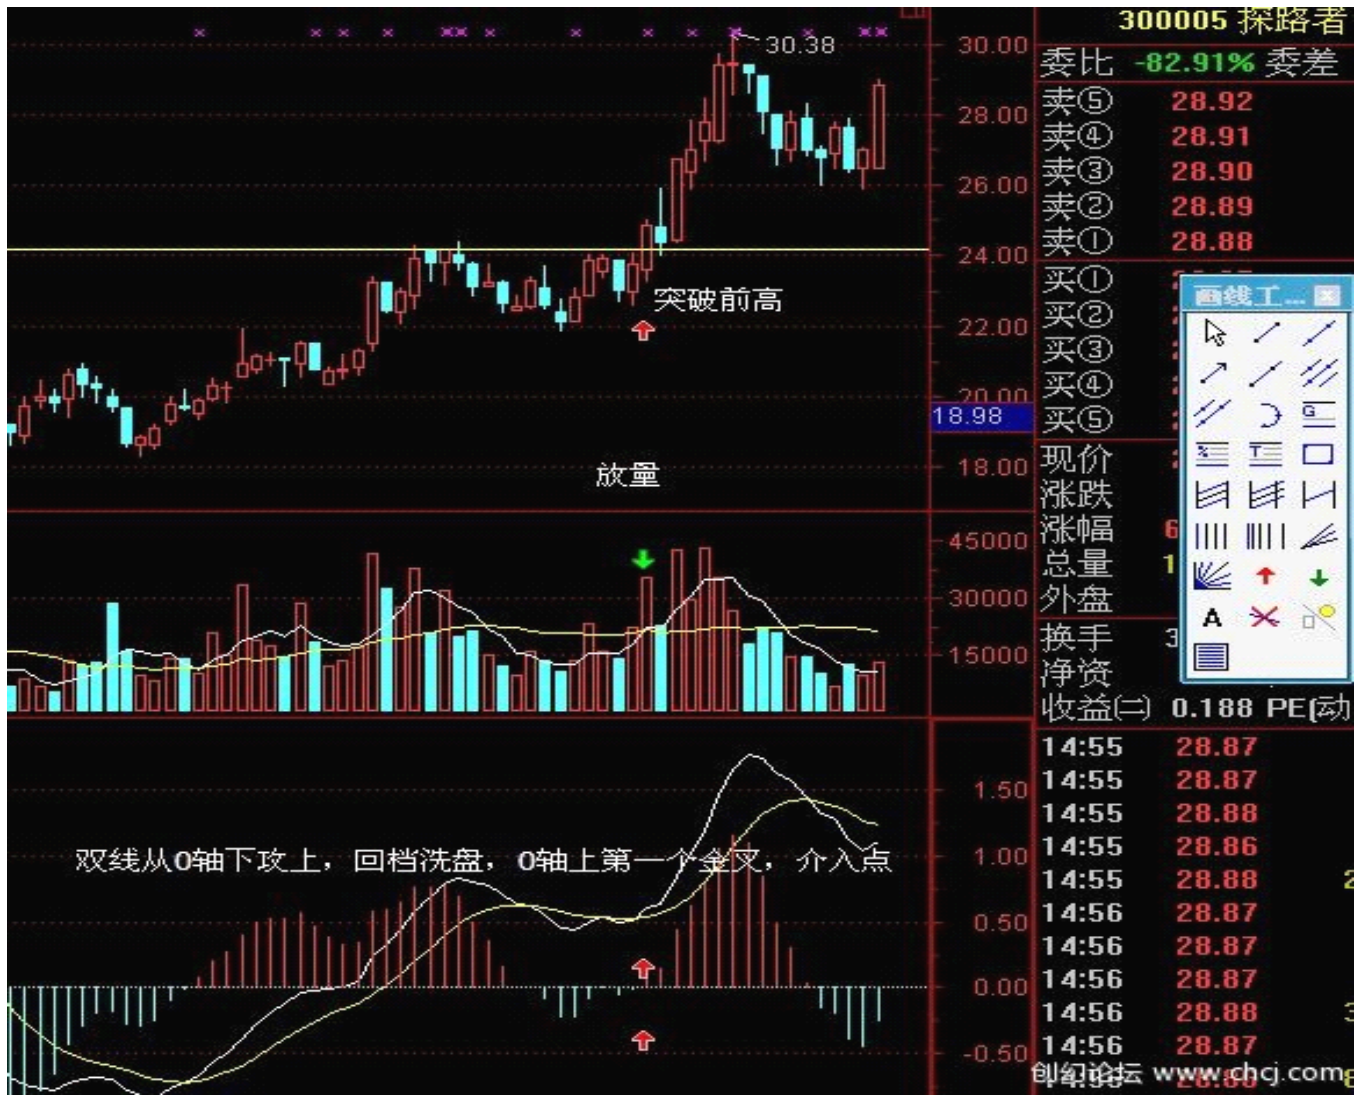 300005 探路者
30.38
30.00
28.00
26.00
24.00
22.00
20.00
18.98
18.00
突破前高
放量
45000
30000
15000
1.50
1.00
0.50
0.00
-0.50
双线从0轴下攻上，回档洗盘，0轴上第一个金叉，介入点
委比 -82.91% 委差
卖⑤ 28.92
卖④ 28.91
卖③ 28.90
卖② 28.89
卖① 28.88
买①
买②
买③
买④
买⑤
画线工...
现价
涨跌
涨幅 6
总量 1
外盘
换手 3
净资
收益㈡ 0.188 PE(动
14:55 28.87
14:55 28.87
14:55 28.88
14:55 28.86
14:55 28.88 2
14:56 28.87
14:56 28.87
14:56 28.87
14:56 28.88 3
14:56 28.87
创幻论坛 www.chcj.com